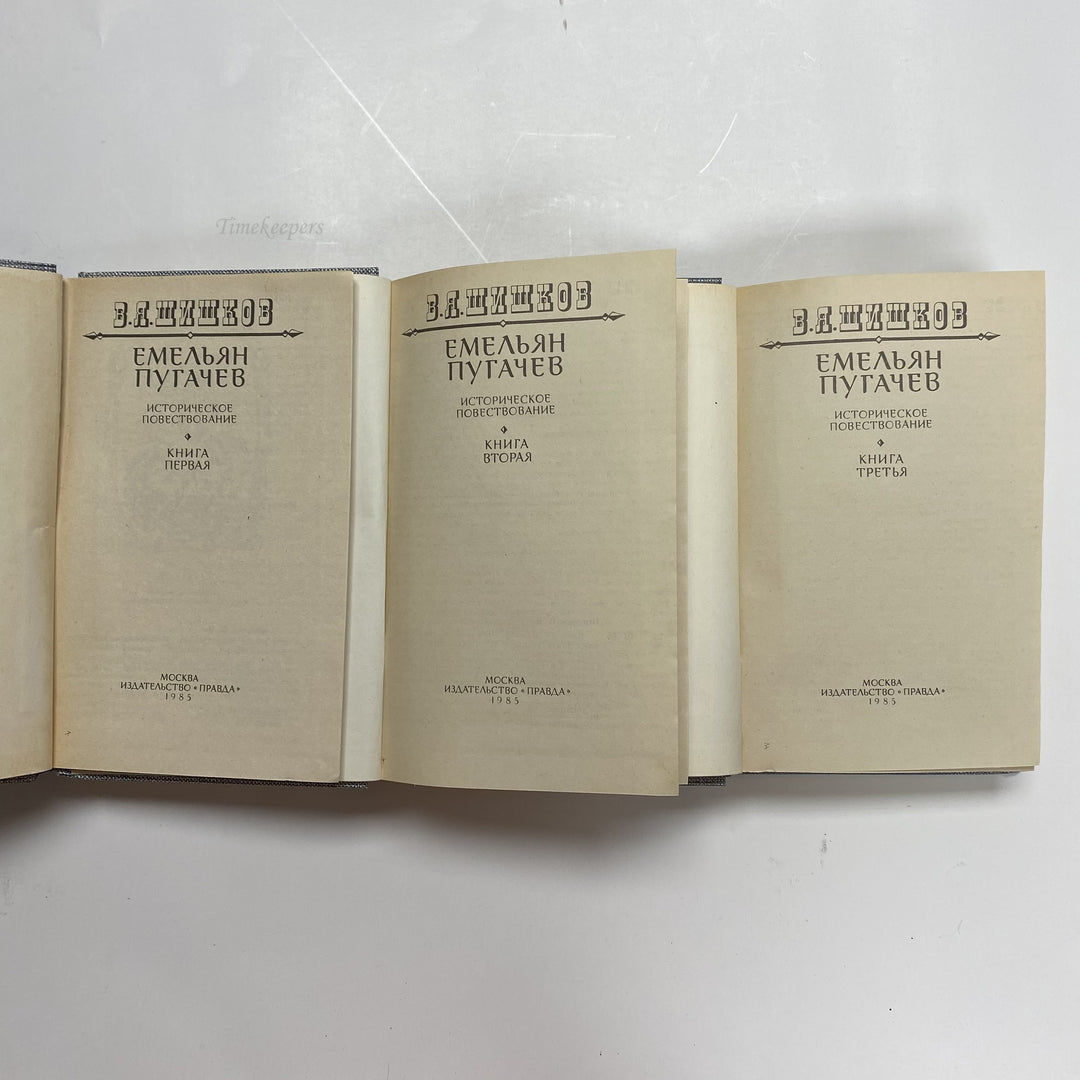 Timekeepers
В.Я.ШИШКОВ
ЕМЕЛЬЯН
ПУГАЧЕВ
ИСТОРИЧЕСКОЕ
ПОВЕСТВОВАНИЕ
КНИГА
ПЕРВАЯ
МОСКВА
ИЗДАТЕЛЬСТВО «ПРАВДА»
1985
В.Я.ШИШКОВ
ЕМЕЛЬЯН
ПУГАЧЕВ
ИСТОРИЧЕСКОЕ
ПОВЕСТВОВАНИЕ
КНИГА
ВТОРАЯ
МОСКВА
ИЗДАТЕЛЬСТВО «ПРАВДА»
1985
В.Я.ШИШКОВ
ЕМЕЛЬЯН
ПУГАЧЕВ
ИСТОРИЧЕСКОЕ
ПОВЕСТВОВАНИЕ
КНИГА
ТРЕТЬЯ
МОСКВА
ИЗДАТЕЛЬСТВО «ПРАВДА»
1985